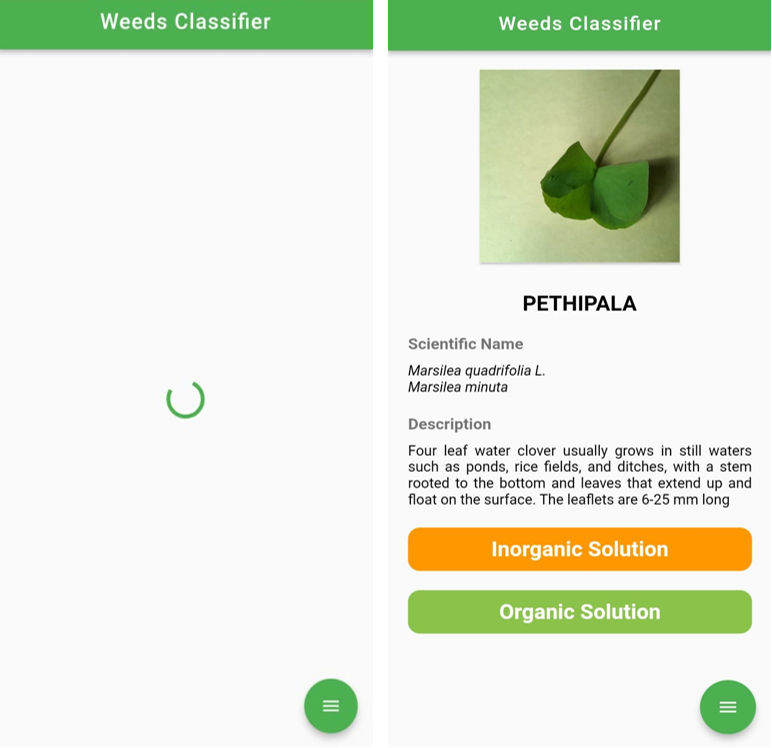 Weeds Classifier
Weeds Classifier
PETHIPALA
Scientific Name
Marsilea quadrifolia L.
Marsilea minuta
Description
Four leaf water clover usually grows in still waters
such as ponds, rice fields, and ditches, with a stem
rooted to the bottom and leaves that extend up and
float on the surface. The leaflets are 6-25 mm long
Inorganic Solution
Organic Solution